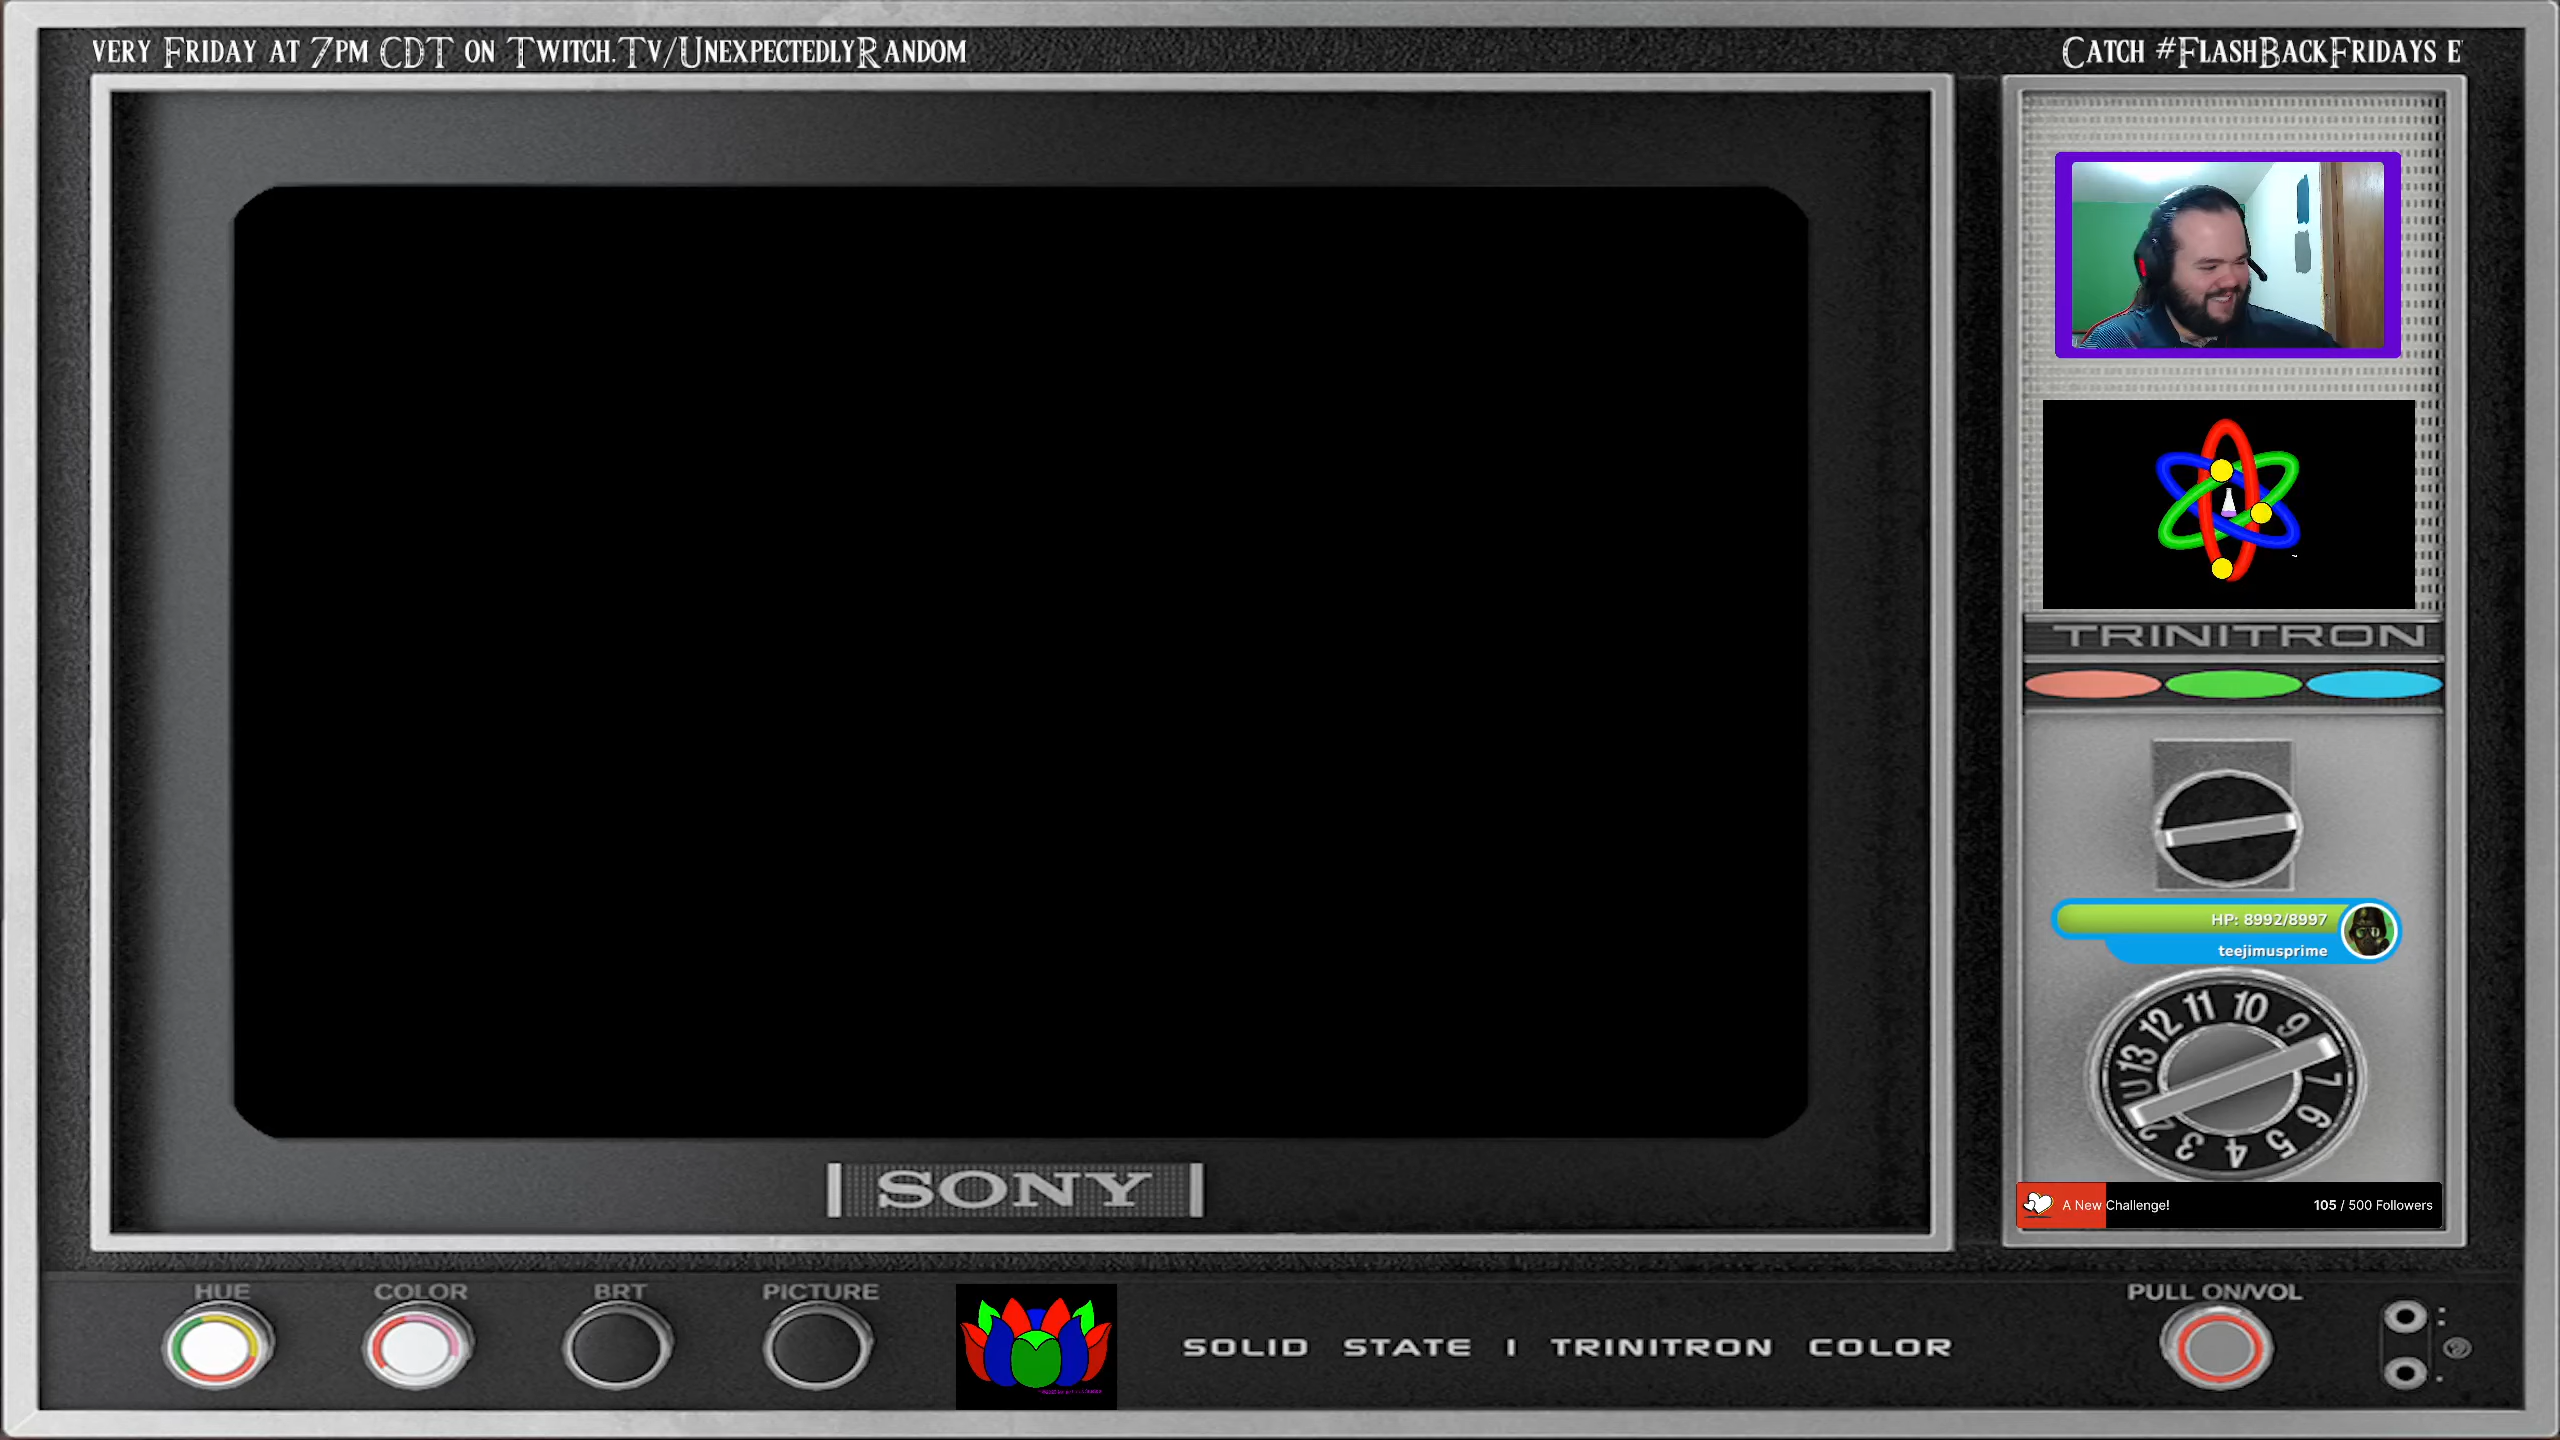 very Friday at 7pm CDT on Twitch.Tv/UnexpectedlyRandom
Catch #FlashBackFridays e
TRINITRON
HP: 8992/8997
teejimusprime
11 10 9 7 6 5 4 3 2 U 13 12
SONY
A New Challenge!
105 / 500 Followers
HUE
COLOR
BRT
PICTURE
SOLID STATE | TRINITRON COLOR
PULL ON/VOL